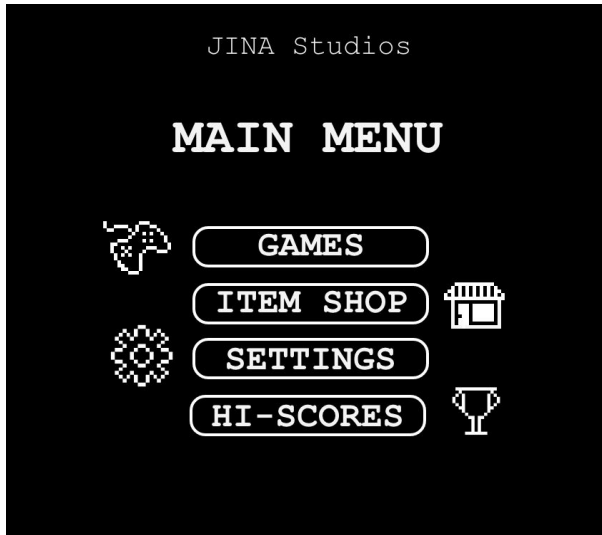 JINA Studios
MAIN MENU
GAMES
ITEM SHOP
SETTINGS
HI-SCORES